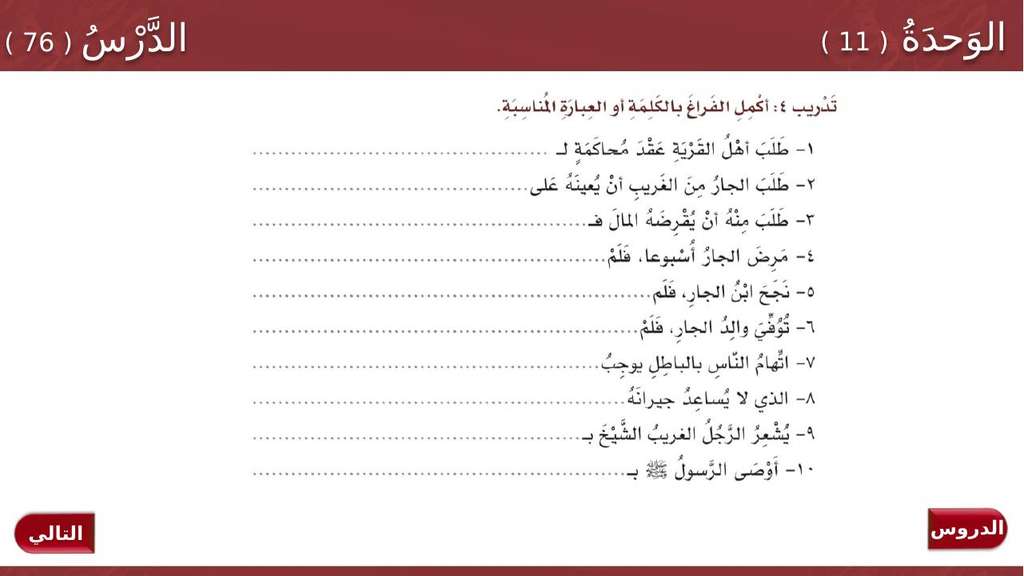 الوَحدَةُ ( 11 )
الدَّرْسُ ( 76 )
تَدْريب ٤: أكْمِلِ الفَراغَ بالكَلِمَةِ أو العِبارَةِ المُناسِبَةِ.
١- طَلَبَ أهْلُ القَرْيَةِ عَقْدَ مُحاكَمَةٍ لـ ................................................
٢- طَلَبَ الجارُ مِنَ الغَريبِ أنْ يُعينَهُ عَلى................................................
٣- طَلَبَ مِنْهُ أنْ يُقْرِضَهُ المالَ فـ................................................
٤- مَرِضَ الجارُ أُسْبوعا، فَلَمْ................................................
٥- نَجَحَ ابْنُ الجارِ، فَلَم................................................
٦- تُوُفِّيَ والِدُ الجارِ، فَلَمْ................................................
٧- اتِّهامُ النّاسِ بالباطِلِ يوجِبُ................................................
٨- الذي لا يُساعِدُ جيرانَهُ................................................
٩- يُشْعِرُ الرَّجُلُ الغريبُ الشَّيْخَ بـ................................................
١٠- أَوْصَى الرَّسولُ ﷺ بـ................................................
الدروس
التالي